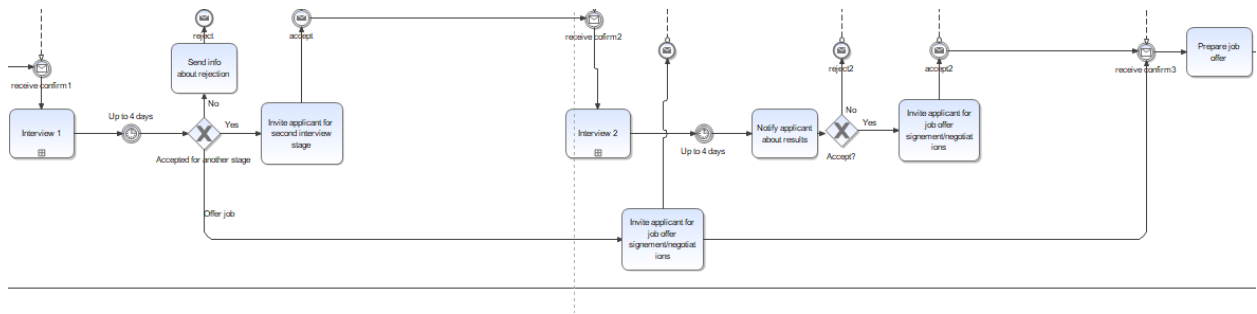 reject
accept
receive cofirm2
reject2
accept2
receive confirm3
Prepare job
offer
Send info
about rejection
receive confirm1
No
Up to 4 days
Interview 1
Yes
Accepted for another stage
Invite applicant for
second interview
stage
Interview 2
Up to 4 days
Notify applicant
about results
No
Yes
Accept?
Invite applicant for
job offer
signement/negotiat
ions
Offer job
Invite applicant for
job offer
signement/negotiat
ions